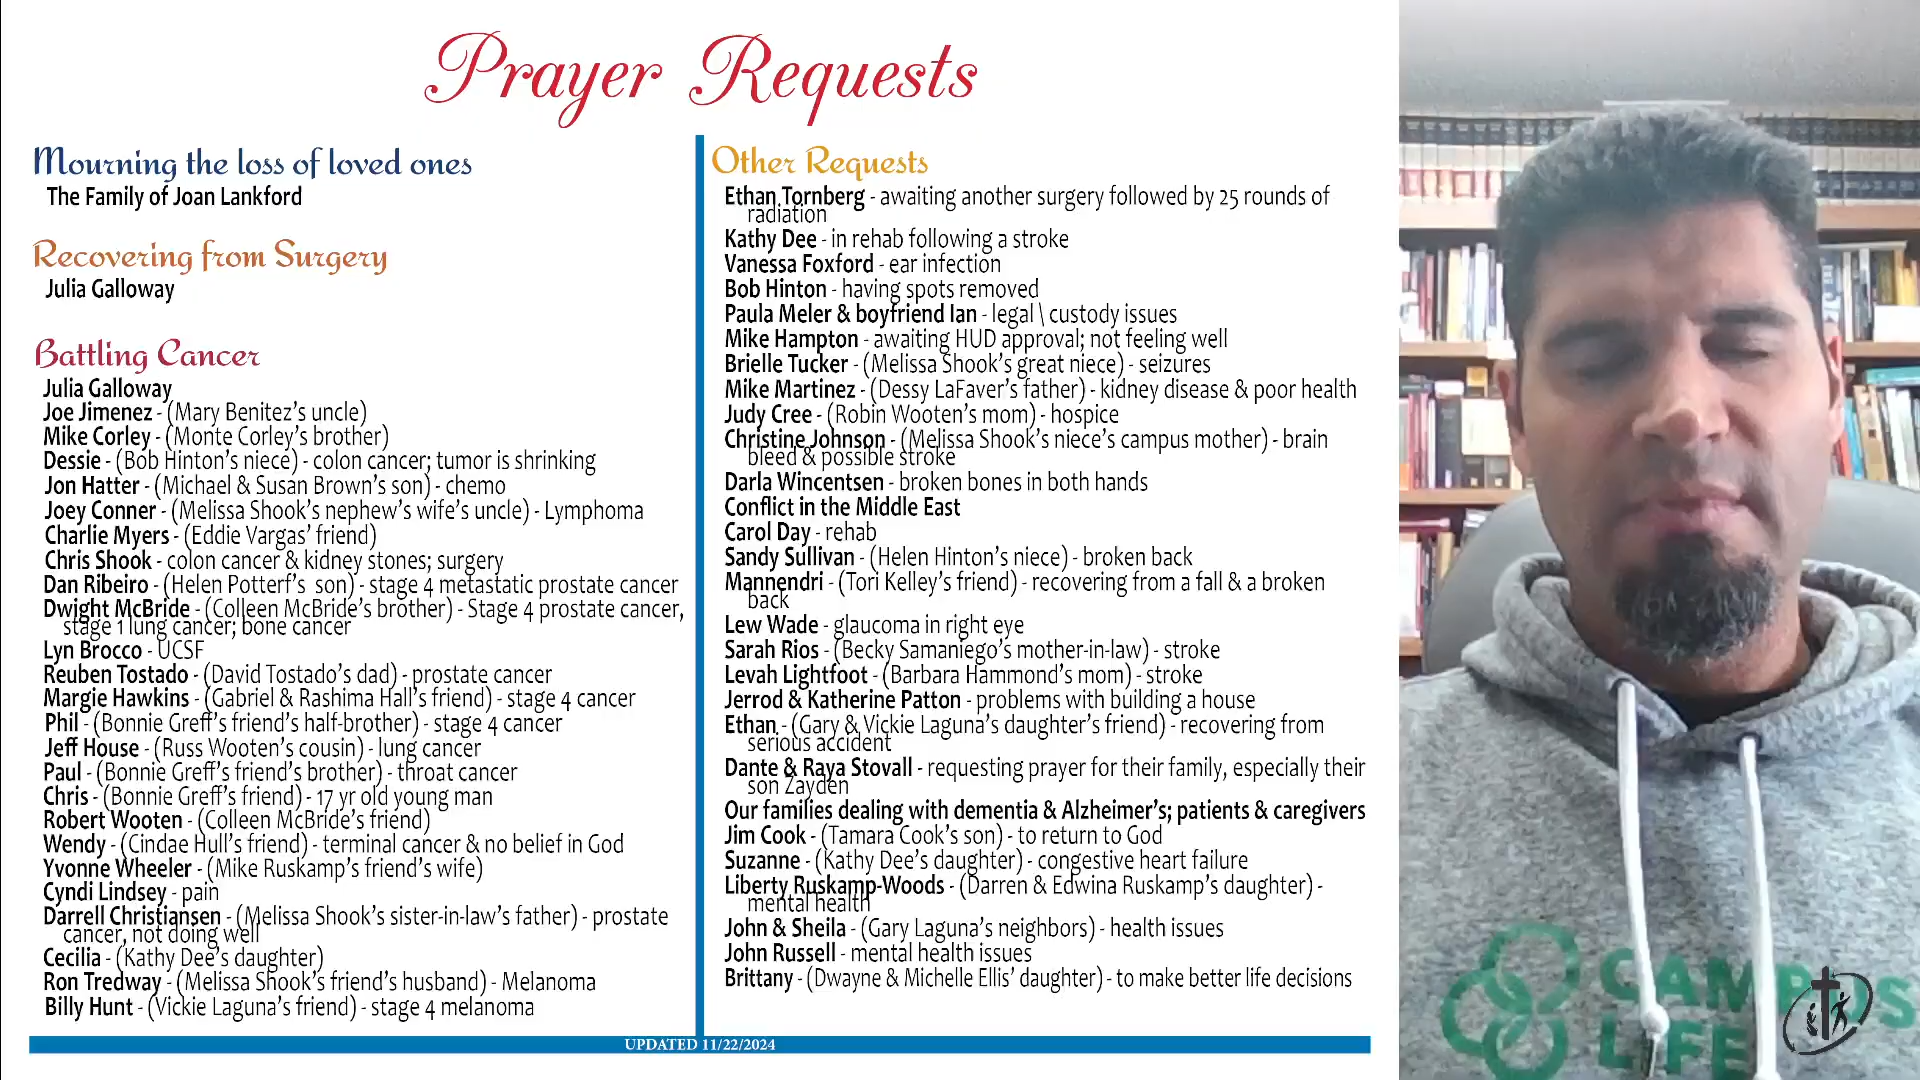 Prayer Requests
Mourning the loss of loved ones
The Family of Joan Lankford
Recovering from Surgery
Julia Galloway
Battling Cancer
Julia Galloway
Joe Jimenez - (Mary Benitez's uncle)
Mike Corley - (Monte Corley's brother)
Dessie - (Bob Hinton's niece) - colon cancer; tumor is shrinking
Jon Hatter - (Michael & Susan Brown's son) - chemo
Joey Conner - (Melissa Shook's nephew's wife's uncle) - Lymphoma
Charlie Myers - (Eddie Vargas' friend)
Chris Shook - colon cancer & kidney stones; surgery
Dan Ribeiro - (Helen Potterf's son) - stage 4 metastatic prostate cancer
Dwight McBride - (Colleen McBride's brother) - Stage 4 prostate cancer,
stage 1 lung cancer; bone cancer
Lyn Brocco - UCSF
Reuben Tostado - (David Tostado's dad) - prostate cancer
Margie Hawkins - (Gabriel & Rashima Hall's friend) - stage 4 cancer
Phil - (Bonnie Greff's friend's half-brother) - stage 4 cancer
Jeff House - (Russ Wooten's cousin) - lung cancer
Paul - (Bonnie Greff's friend's brother) - throat cancer
Chris - (Bonnie Greff's friend) - 17 yr old young man
Robert Wooten - (Colleen McBride's friend)
Wendy - (Cindae Hull's friend) - terminal cancer & no belief in God
Yvonne Wheeler - (Mike Ruskamp's friend's wife)
Cyndi Lindsey - pain
Darrell Christiansen - (Melissa Shook's sister-in-law's father) - prostate
cancer, not doing well
Cecilia - (Kathy Dee's daughter)
Ron Tredway - (Melissa Shook's friend's husband) - Melanoma
Billy Hunt - (Vickie Laguna's friend) - stage 4 melanoma
Other Requests
Ethan Tornberg - awaiting another surgery followed by 25 rounds of
radiation
Kathy Dee - in rehab following a stroke
Vanessa Foxford - ear infection
Bob Hinton - having spots removed
Paula Meler & boyfriend Ian - legal \ custody issues
Mike Hampton - awaiting HUD approval; not feeling well
Brielle Tucker - (Melissa Shook's great niece) - seizures
Mike Martinez - (Dessy LaFaver's father) - kidney disease & poor health
Judy Cree - (Robin Wooten's mom) - hospice
Christine Johnson - (Melissa Shook's niece's campus mother) - brain
bleed & possible stroke
Darla Wincentsen - broken bones in both hands
Conflict in the Middle East
Carol Day - rehab
Sandy Sullivan - (Helen Hinton's niece) - broken back
Mannendri - (Tori Kelley's friend) - recovering from a fall & a broken
back
Lew Wade - glaucoma in right eye
Sarah Rios - (Becky Samaniego's mother-in-law) - stroke
Levah Lightfoot - (Barbara Hammond's mom) - stroke
Jerrod & Katherine Patton - problems with building a house
Ethan - (Gary & Vickie Laguna's daughter's friend) - recovering from
serious accident
Dante & Raya Stovall - requesting prayer for their family, especially their
son Zayden
Our families dealing with dementia & Alzheimer's; patients & caregivers
Jim Cook - (Tamara Cook's son) - to return to God
Suzanne - (Kathy Dee's daughter) - congestive heart failure
Liberty Ruskamp-Woods - (Darren & Edwina Ruskamp's daughter) -
mental health
John & Sheila - (Gary Laguna's neighbors) - health issues
John Russell - mental health issues
Brittany - (Dwayne & Michelle Ellis' daughter) - to make better life decisions
UPDATED 11/22/2024
LIFE